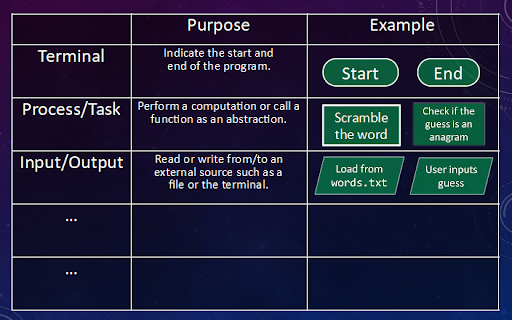 Purpose
Example
Terminal
Indicate the start and
end of the program.
Start
End
Process/Task
Perform a computation or call a
function as an abstraction.
Scramble
the word
Check if the
guess is an
anagram
Input/Output
Read or write from/to an
external source such as a
file or the terminal.
Load from
words.txt
User inputs
guess
...
...